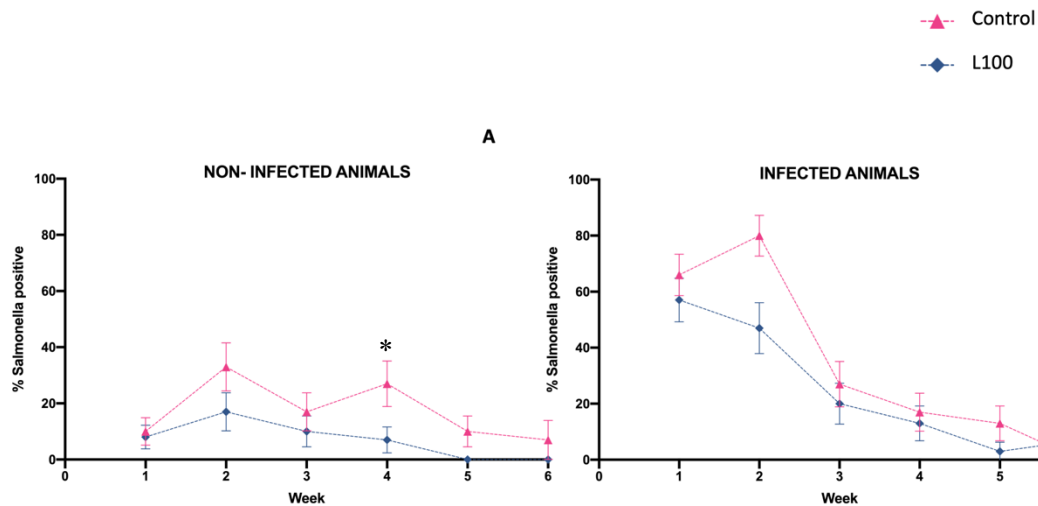 Control
L100
A
NON- INFECTED ANIMALS
% Salmonella positive
100
80
60
40
20
0
*
0 1 2 3 4 5 6
Week
INFECTED ANIMALS
% Salmonella positive
100
80
60
40
20
0
0 1 2 3 4 5
Week